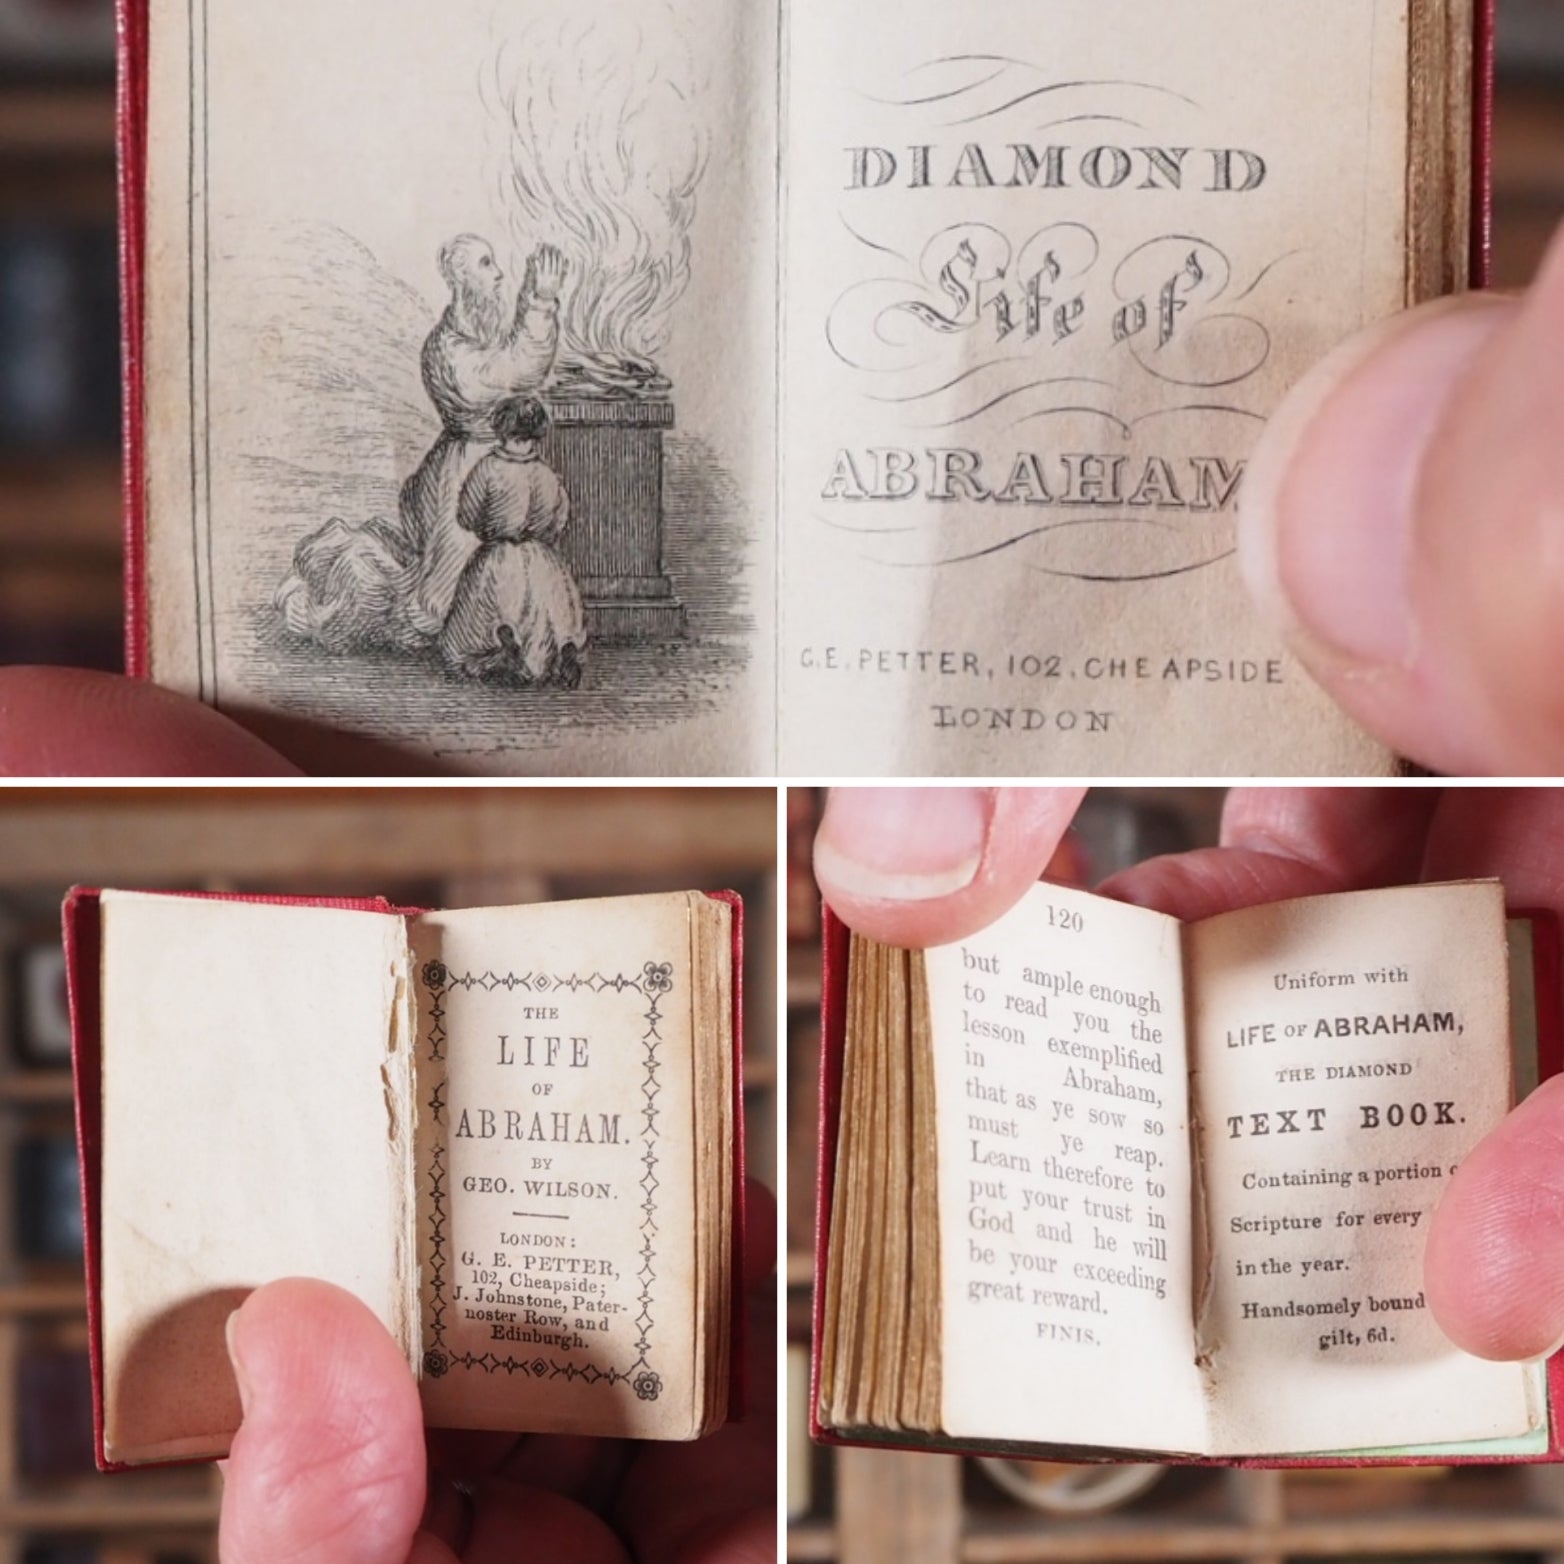 DIAMOND
Life of
ABRAHAM
G.E. PETTER, 102, CHEAPSIDE
LONDON
THE
LIFE
OF
ABRAHAM.
BY
GEO. WILSON.
LONDON:
G. E. PETTER,
102, Cheapside;
J. Johnstone, Pater-
noster Row, and
Edinburgh.
120
but ample enough
to read you the
lesson exemplified
in Abraham,
that as ye sow so
must ye reap.
Learn therefore to
put your trust in
God and he will
be your exceeding
great reward.
FINIS.
Uniform with
LIFE OF ABRAHAM,
THE DIAMOND
TEXT BOOK.
Containing a portion
Scripture for every
in the year.
Handsomely bound
gilt, 6d.